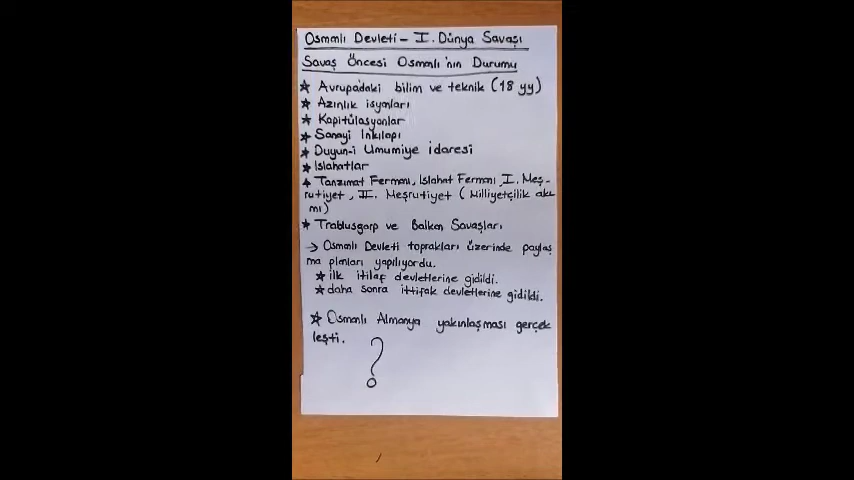 Osmanlı Devleti - I. Dünya Savaşı
Savaş Öncesi Osmanlı'nın Durumu
* Avrupadaki bilim ve teknik (18 yy)
* Azınlık isyanları
* Kapitülasyonlar
* Sanayi İnkılapı
* Duyun-i Umumiye idaresi
* Islahatlar
* Tanzimat Fermanı, Islahat Fermanı, I. Meş-
rutiyet, II. Meşrutiyet (Milliyetçilik akı
mı)
* Trablusgarp ve Balkan Savaşları
→ Osmanlı Devleti toprakları üzerinde paylaş
ma planları yapılıyordu.
* ilk itilaf devletlerine gidildi.
* daha sonra ittifak devletlerine gidildi.
* Osmanlı Almanya yakınlaşması gerçek
leşti.
?